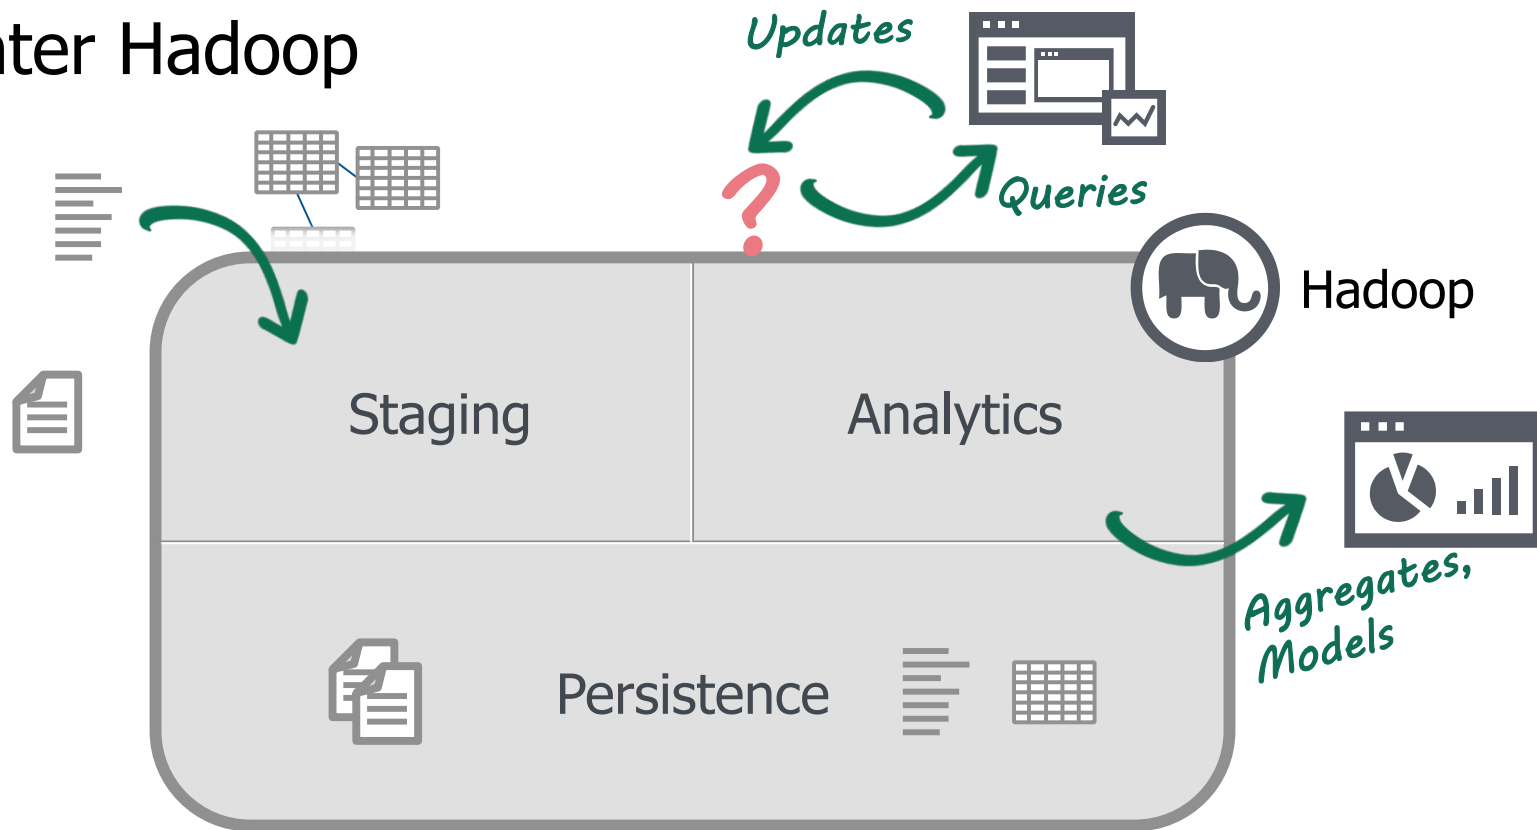 nter Hadoop
Updates
?
Queries
Hadoop
Staging
Analytics
Aggregates,
Models
Persistence